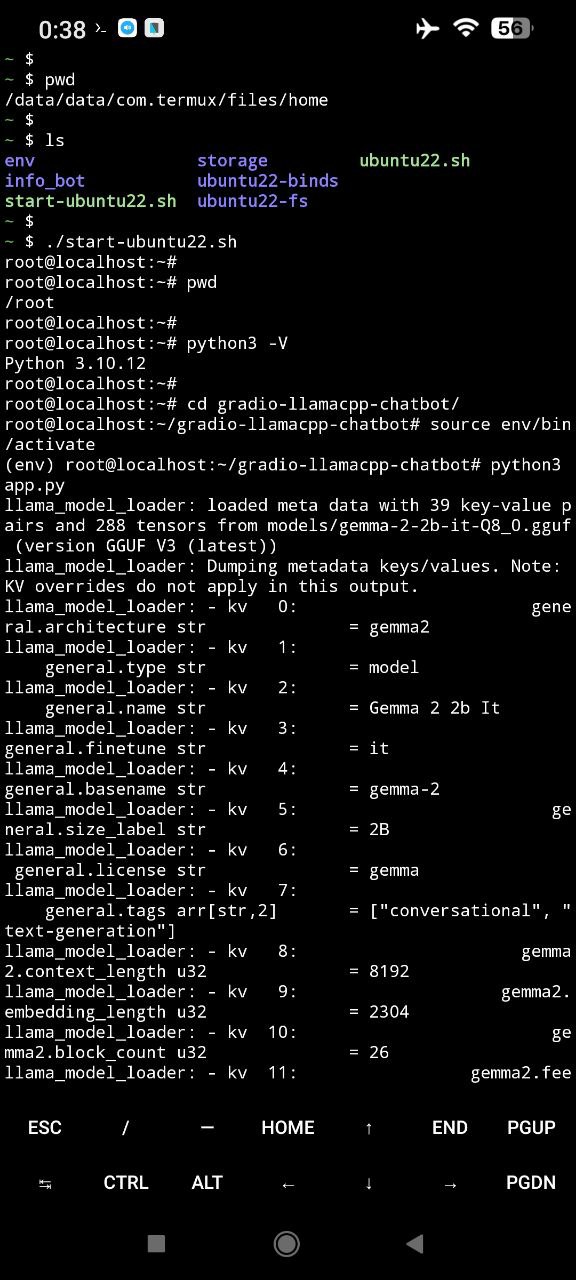 0:38
56
~ $
~ $ pwd
/data/data/com.termux/files/home
~ $
~ $ ls
env storage ubuntu22.sh
info_bot ubuntu22-binds
start-ubuntu22.sh ubuntu22-fs
~ $
~ $ ./start-ubuntu22.sh
root@localhost:~#
root@localhost:~# pwd
/root
root@localhost:~#
root@localhost:~# python3 -V
Python 3.10.12
root@localhost:~#
root@localhost:~# cd gradio-llamacpp-chatbot/
root@localhost:~/gradio-llamacpp-chatbot# source env/bin
/activate
(env) root@localhost:~/gradio-llamacpp-chatbot# python3
app.py
llama_model_loader: loaded meta data with 39 key-value p
airs and 288 tensors from models/gemma-2-2b-it-Q8_0.gguf
(version GGUF V3 (latest))
llama_model_loader: Dumping metadata keys/values. Note:
KV overrides do not apply in this output.
llama_model_loader: - kv 0: gene
ral.architecture str = gemma2
llama_model_loader: - kv 1:
general.type str = model
llama_model_loader: - kv 2:
general.name str = Gemma 2 2b It
llama_model_loader: - kv 3:
general.finetune str = it
llama_model_loader: - kv 4:
general.basename str = gemma-2
llama_model_loader: - kv 5: ge
neral.size_label str = 2B
llama_model_loader: - kv 6:
general.license str = gemma
llama_model_loader: - kv 7:
general.tags arr[str,2] = ["conversational", "
text-generation"]
llama_model_loader: - kv 8: gemma
2.context_length u32 = 8192
llama_model_loader: - kv 9: gemma2.
embedding_length u32 = 2304
llama_model_loader: - kv 10: ge
mma2.block_count u32 = 26
llama_model_loader: - kv 11: gemma2.fee
ESC / — HOME ↑ END PGUP
↹ CTRL ALT ← ↓ → PGDN